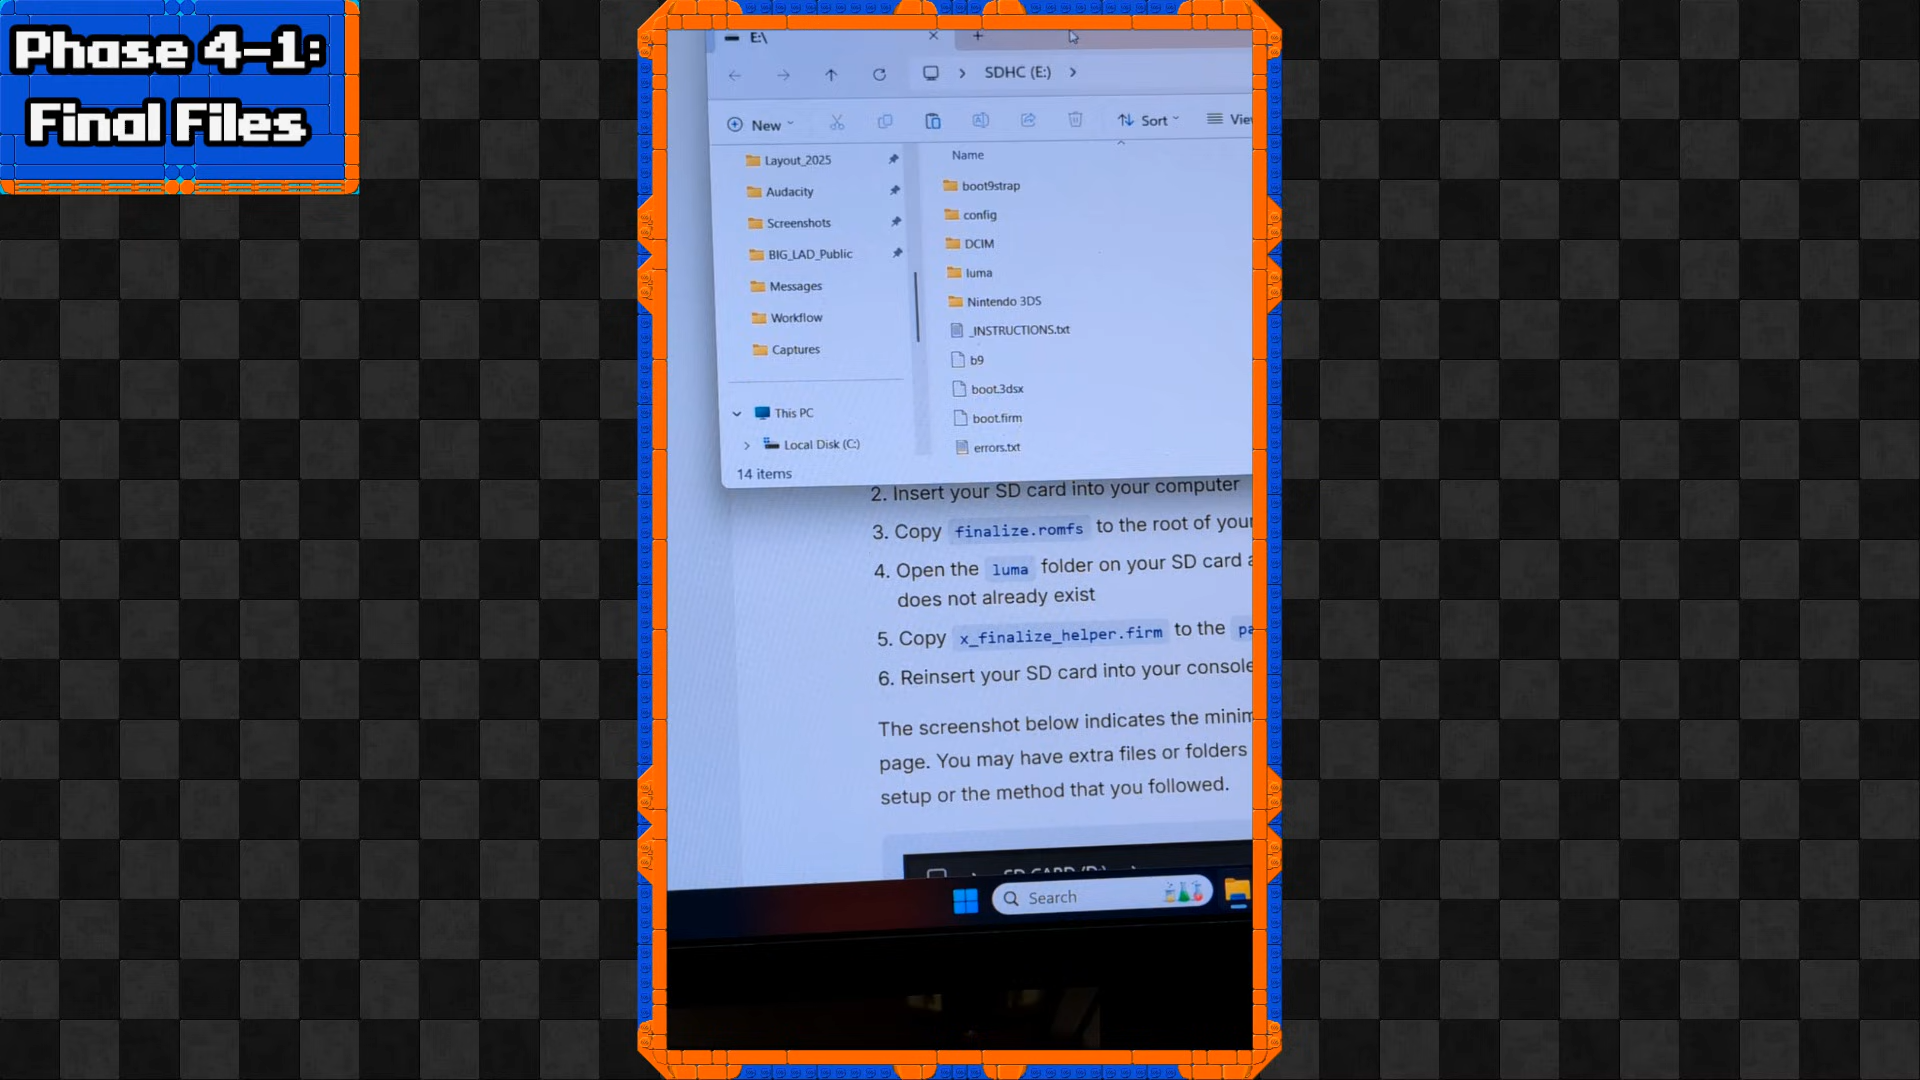 Phase 4-1:
Final Files
E:\
SDHC (E:)
New
Sort
Layout_2025
Audacity
Screenshots
BIG_LAD_Public
Messages
Workflow
Captures
This PC
Local Disk (C:)
14 items
Name
boot9strap
config
DCIM
luma
Nintendo 3DS
_INSTRUCTIONS.txt
b9
boot.3dsx
boot.firm
errors.txt
2. Insert your SD card into your computer
3. Copy finalize.romfs to the root of your
4. Open the luma folder on your SD card
does not already exist
5. Copy x_finalize_helper.firm to the
6. Reinsert your SD card into your console
The screenshot below indicates the
page. You may have extra files or folders
setup or the method that you followed.
Search